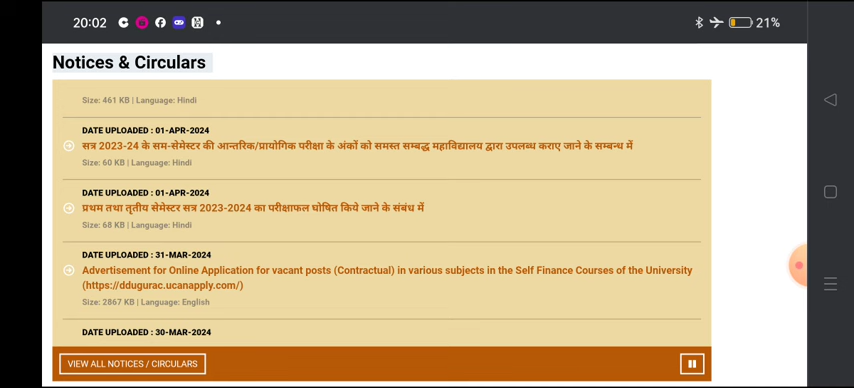 20:02
21%
Notices & Circulars
Size: 461 KB | Language: Hindi
DATE UPLOADED : 01-APR-2024
सत्र 2023-24 के सम-सेमेस्टर की आन्तरिक/प्रायोगिक परीक्षा के अंकों को समस्त सम्बद्ध महाविद्यालय द्वारा उपलब्ध कराए जाने के सम्बन्ध में
Size: 60 KB | Language: Hindi
DATE UPLOADED : 01-APR-2024
प्रथम तथा तृतीय सेमेस्टर सत्र 2023-2024 का परीक्षाफल घोषित किये जाने के संबंध में
Size: 68 KB | Language: Hindi
DATE UPLOADED : 31-MAR-2024
Advertisement for Online Application for vacant posts (Contractual) in various subjects in the Self Finance Courses of the University
(https://ddugurac.ucanapply.com/)
Size: 2867 KB | Language: English
DATE UPLOADED : 30-MAR-2024
VIEW ALL NOTICES / CIRCULARS